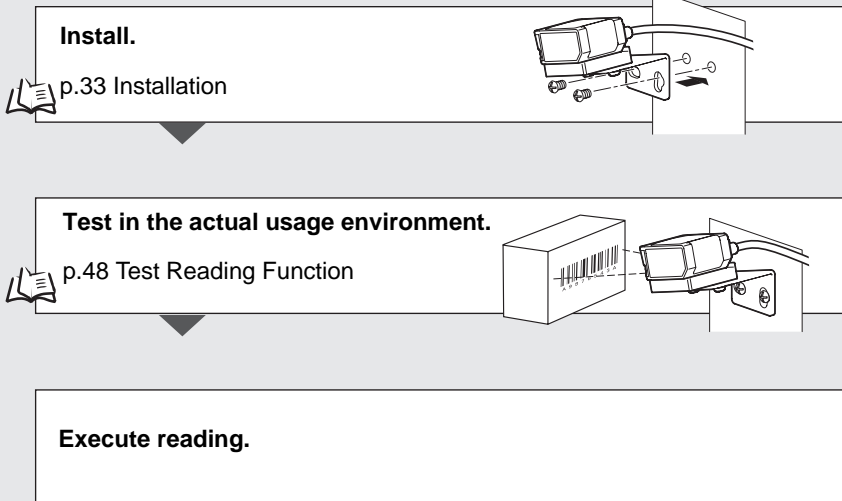 Install.
p.33 Installation
Test in the actual usage environment.
p.48 Test Reading Function
Execute reading.